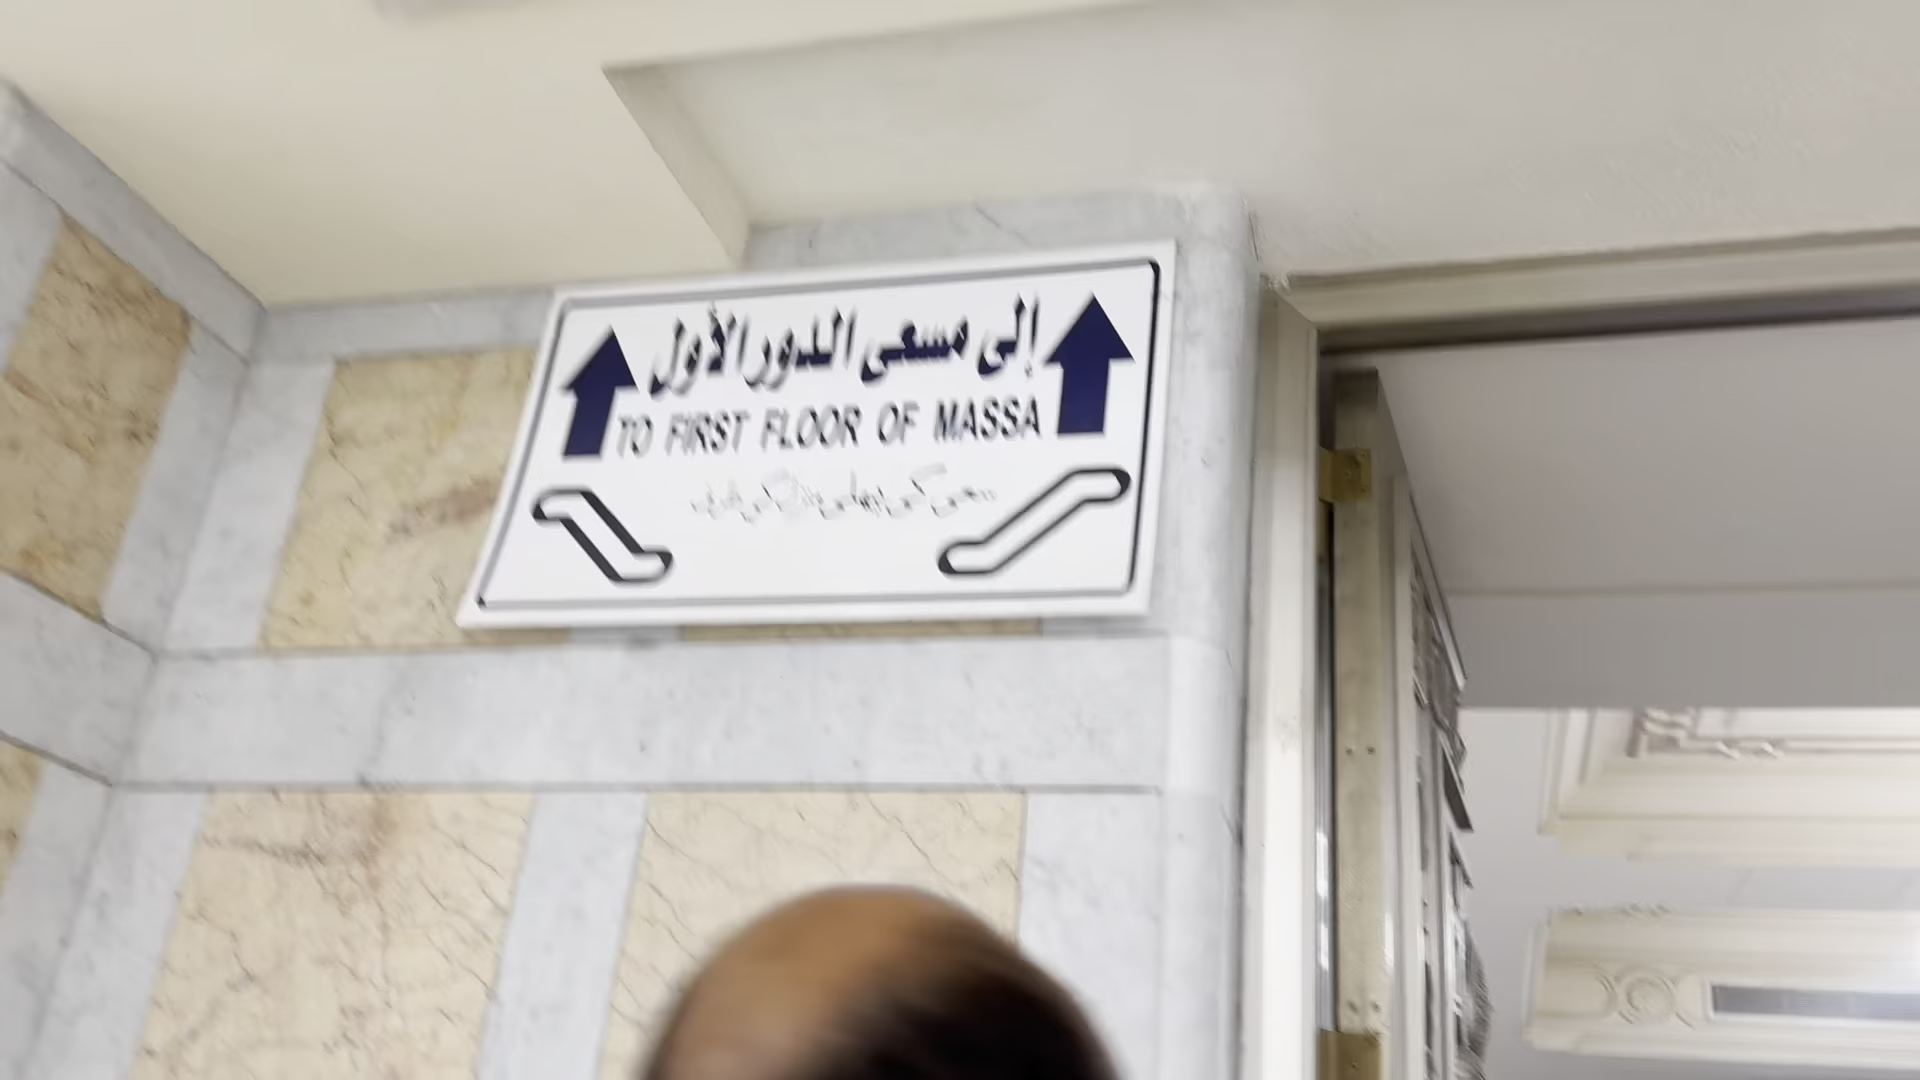 إلى مسعى الدور الأول
TO FIRST FLOOR OF MASSA